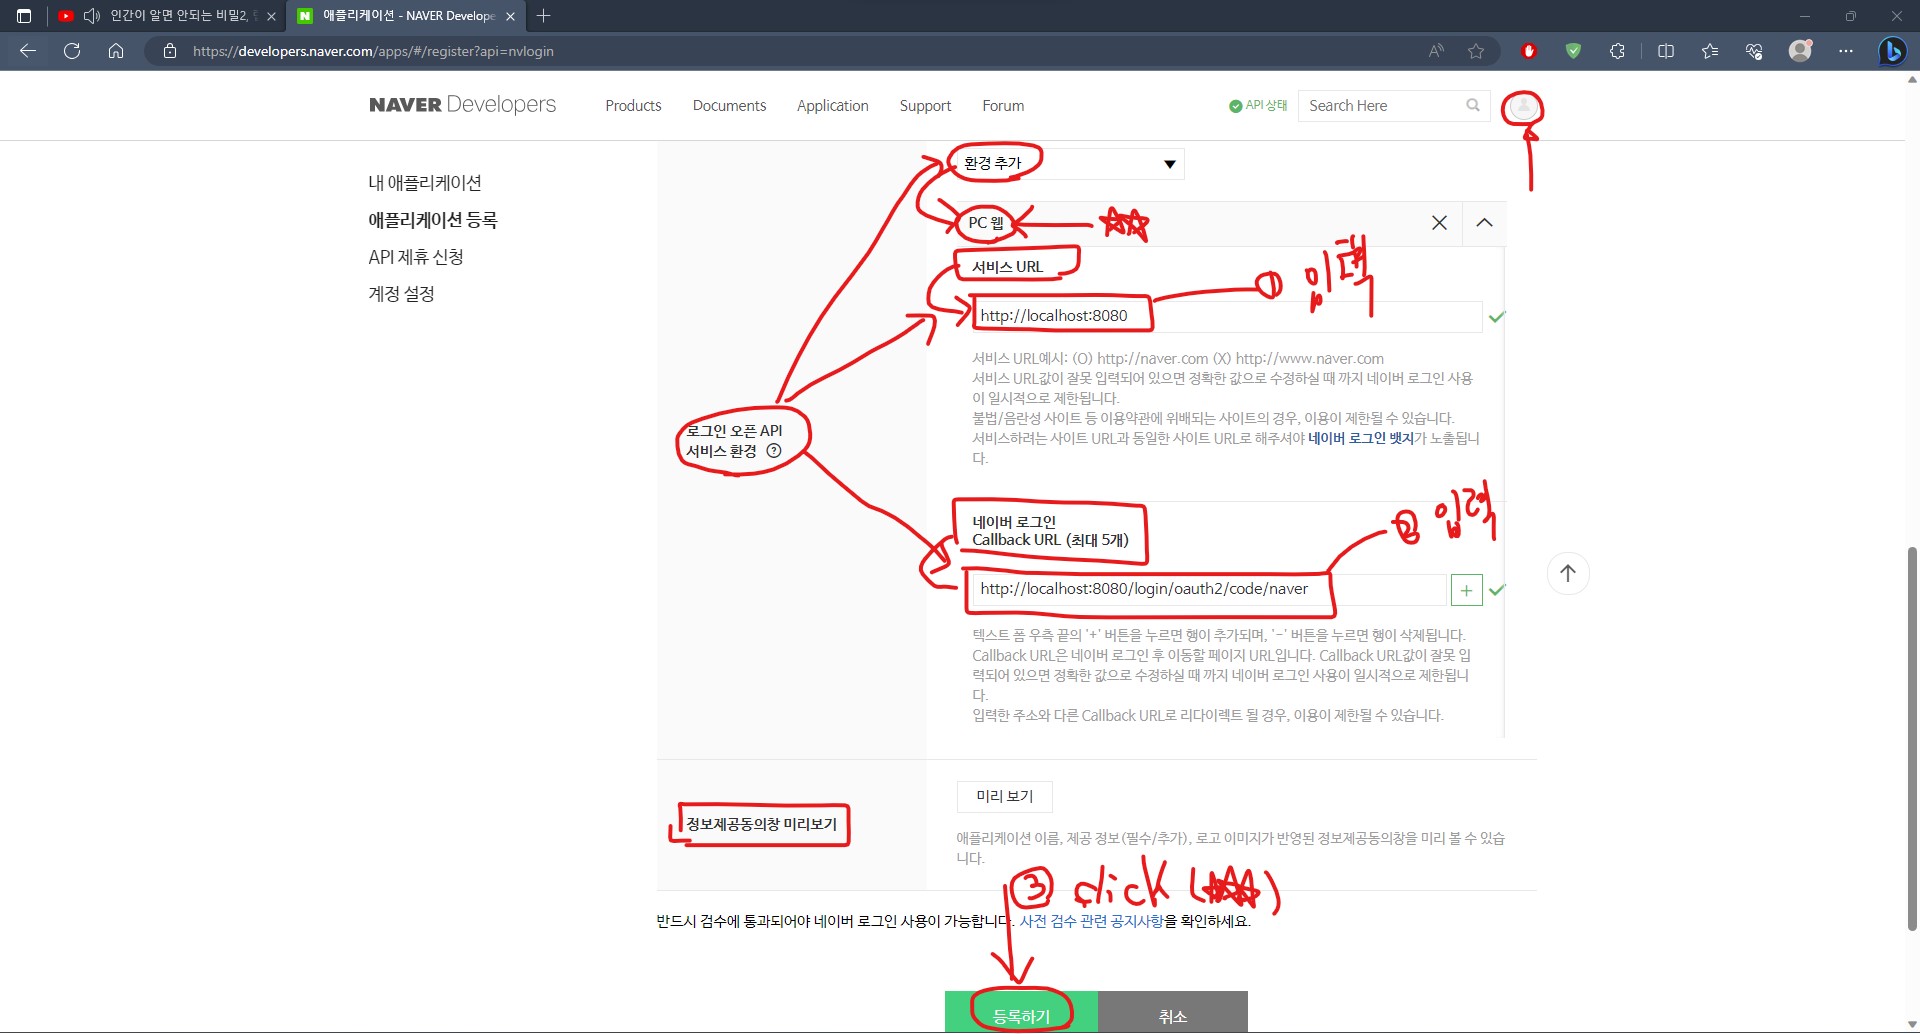 인간이 알면 안되는 비밀2,
애플리케이션 - NAVER Develope
https://developers.naver.com/apps/#/register?api=nvlogin
NAVER Developers
Products
Documents
Application
Support
Forum
API 상태
Search Here
내 애플리케이션
애플리케이션 등록
API 제휴 신청
계정 설정
환경 추가
PC 웹
서비스 URL
① 입력
http://localhost:8080
서비스 URL예시: (O) http://naver.com (X) http://www.naver.com
서비스 URL값이 잘못 입력되어 있으면 정확한 값으로 수정하실 때 까지 네이버 로그인 사용
이 일시적으로 제한됩니다.
불법/음란성 사이트 등 이용약관에 위배되는 사이트의 경우, 이용이 제한될 수 있습니다.
서비스하려는 사이트 URL과 동일한 사이트 URL로 해주셔야 네이버 로그인 뱃지가 노출됩니
다.
로그인 오픈 API
서비스 환경 ?
네이버 로그인
Callback URL (최대 5개)
② 입력
http://localhost:8080/login/oauth2/code/naver
+
텍스트 폼 우측 끝의 '+' 버튼을 누르면 행이 추가되며, '-' 버튼을 누르면 행이 삭제됩니다.
Callback URL은 네이버 로그인 후 이동할 페이지 URL입니다. Callback URL값이 잘못 입
력되어 있으면 정확한 값으로 수정하실 때 까지 네이버 로그인 사용이 일시적으로 제한됩니
다.
입력한 주소와 다른 Callback URL로 리다이렉트 될 경우, 이용이 제한될 수 있습니다.
정보제공동의창 미리보기
미리 보기
애플리케이션 이름, 제공 정보(필수/추가), 로고 이미지가 반영된 정보제공동의창을 미리 볼 수 있습
니다.
③ click (☆☆☆)
반드시 검수에 통과되어야 네이버 로그인 사용이 가능합니다. 사전 검수 관련 공지사항을 확인하세요.
등록하기
취소